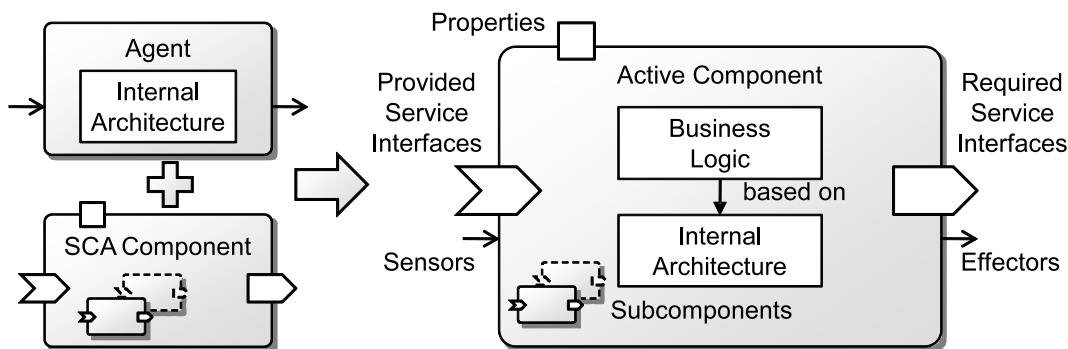 Agent
Internal
Architecture
SCA Component
Properties
Provided
Service
Interfaces
Sensors
Active Component
Business
Logic
based on
Internal
Architecture
Subcomponents
Required
Service
Interfaces
Effectors